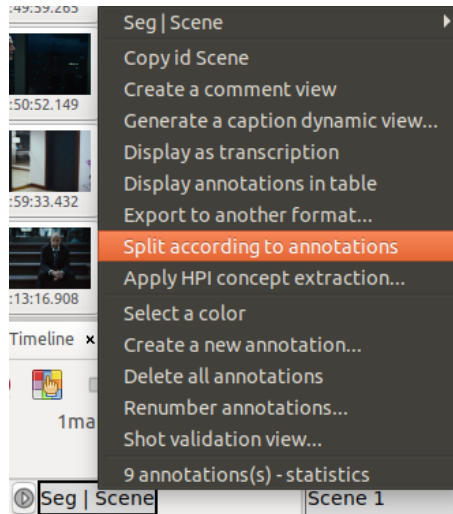 :49:59.265
Seg | Scene
Copy id Scene
Create a comment view
:50:52.149
Generate a caption dynamic view...
Display as transcription
Display annotations in table
:59:33.432
Export to another format...
Split according to annotations
Apply HPI concept extraction...
:13:16.908
Select a color
Timeline x
Create a new annotation...
Delete all annotations
Renumber annotations...
1ma
Shot validation view...
9 annotations(s) - statistics
Seg | Scene
Scene 1